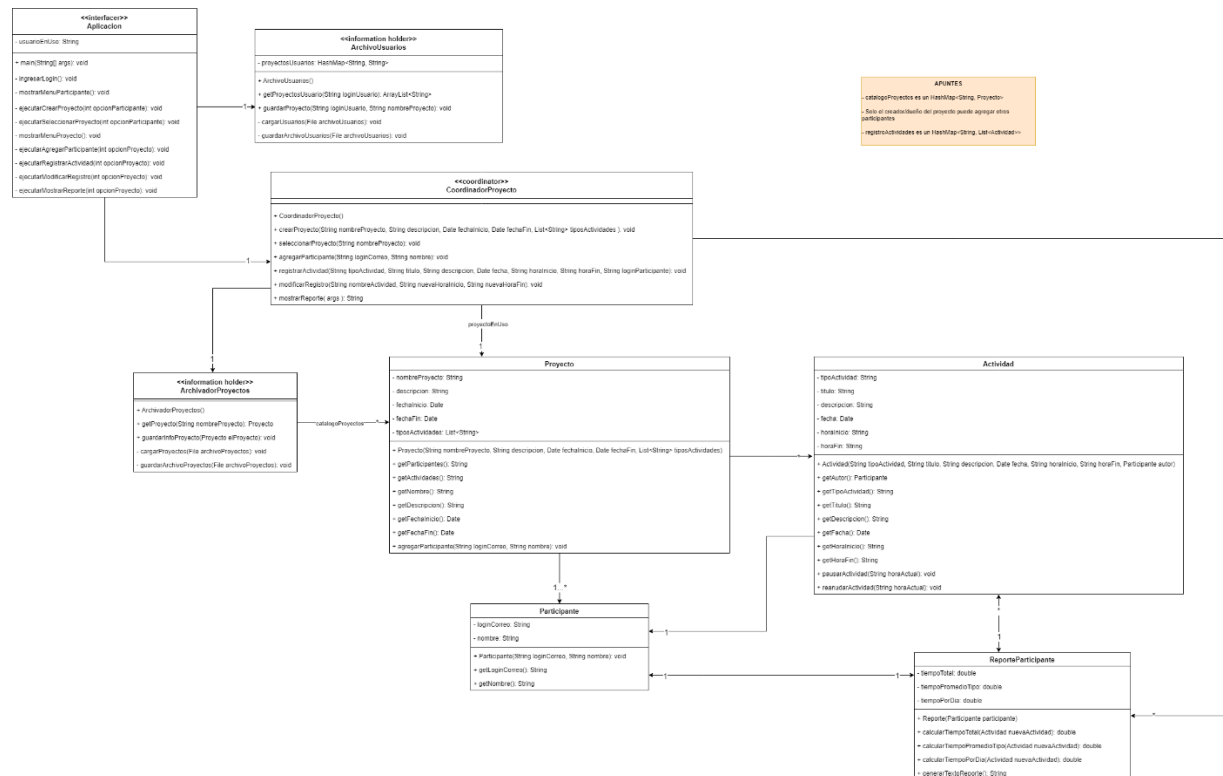 <<interfacer>>
Aplicacion
- usuarioEnUso: String
+ main(String[] args): void
- ingresarLogin(): void
- mostrarMenuParticipante(): void
- ejecutarCrearProyecto(int opcionParticipante): void
- ejecutarSeleccionarProyecto(int opcionParticipante): void
- mostrarMenuProyecto(): void
- ejecutarAgregarParticipante(int opcionProyecto): void
- ejecutarRegistrarActividad(int opcionProyecto): void
- ejecutarModificarRegistro(int opcionProyecto): void
- ejecutarMostrarReporte(int opcionProyecto): void
1
<<information holder>>
ArchivoUsuarios
- proyectosUsuarios: HashMap<String, String>
+ ArchivoUsuarios()
+ getProyectosUsuario(String loginUsuario): ArrayList<String>
+ guardarProyecto(String loginUsuario, String nombreProyecto): void
- cargarUsuarios(File archivoUsuarios): void
- guardarArchivoUsuarios(File archivoUsuarios): void
APUNTES
- catalogoProyectos es un HashMap<String, Proyecto>
- Solo el creador/dueño del proyecto puede agregar otros
participantes
- registroActividades es un HashMap<String, List<Actividad>>
1
<<coordinator>>
CoordinadorProyecto
+ CoordinadorProyecto()
+ crearProyecto(String nombreProyecto, String descripcion, Date fechaInicio, Date fechaFin, List<String> tiposActividades ): void
+ seleccionarProyecto(String nombreProyecto): void
+ agregarParticipante(String loginCorreo, String nombre): void
+ registrarActividad(String tipoActividad, String titulo, String descripcion, Date fecha, String horaInicio, String horaFin, String loginParticipante): void
+ modificarRegistro(String nombreActividad, String nuevaHoraInicio, String nuevaHoraFin): void
+ mostrarReporte( args ): String
proyectoEnUso
1
1
<<information holder>>
ArchivadorProyectos
+ ArchivadorProyectos()
+ getProyecto(String nombreProyecto): Proyecto
+ guardarInfoProyecto(Proyecto elProyecto): void
- cargarProyectos(File archivoProyectos): void
- guardarArchivoProyectos(File archivoProyectos): void
catalogoProyectos
*
Proyecto
- nombreProyecto: String
- descripcion: String
- fechaInicio: Date
- fechaFin: Date
- tiposActividades: List<String>
+ Proyecto(String nombreProyecto, String descripcion, Date fechaInicio, Date fechaFin, List<String> tiposActividades)
+ getParticipantes(): String
+ getActividades(): String
+ getNombre(): String
+ getDescripcion(): String
+ getFechaInicio(): Date
+ getFechaFin(): Date
+ agregarParticipante(String loginCorreo, String nombre): void
*
Actividad
- tipoActividad: String
- titulo: String
- descripcion: String
- fecha: Date
- horaInicio: String
- horaFin: String
+ Actividad(String tipoActividad, String titulo, String descripcion, Date fecha, String horaInicio, String horaFin, Participante autor)
+ getAutor(): Participante
+ getTipoActividad(): String
+ getTitulo(): String
+ getDescripcion(): String
+ getFecha(): Date
+ getHoraInicio(): String
+ getHoraFin(): String
+ pausarActividad(String horaActual): void
+ reanudarActividad(String horaActual): void
1...*
Participante
- loginCorreo: String
- nombre: String
+ Participante(String loginCorreo, String nombre): void
+ getLoginCorreo(): String
+ getNombre(): String
1
1
1
*
1
ReporteParticipante
- tiempoTotal: double
- tiempoPromedioTipo: double
- tiempoPorDia: double
+ Reporte(Participante participante)
+ calcularTiempoTotal(Actividad nuevaActividad): double
+ calcularTiempoPromedioTipo(Actividad nuevaActividad): double
+ calcularTiempoPorDia(Actividad nuevaActividad): double
+ generarTextoReporte(): String
*